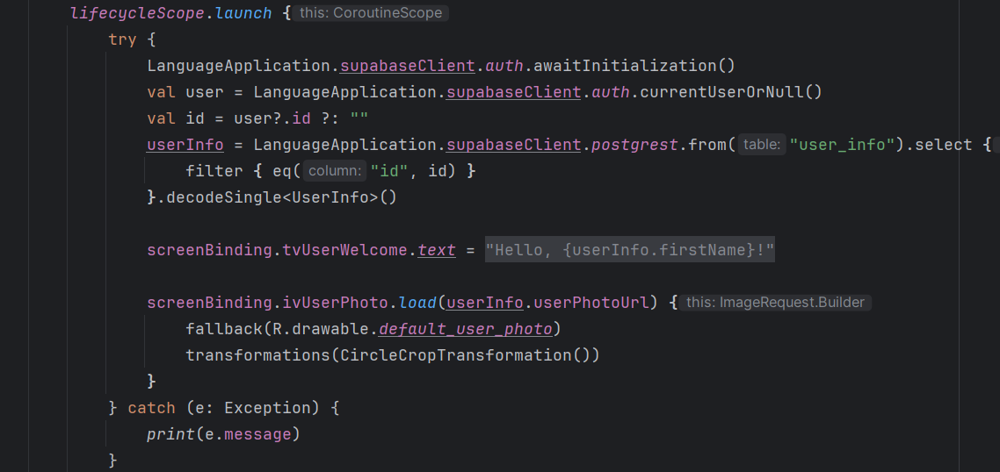 lifecycleScope.launch { this: CoroutineScope
try {
LanguageApplication.supabaseClient.auth.awaitInitialization()
val user = LanguageApplication.supabaseClient.auth.currentUserOrNull()
val id = user?.id ?: ""
userInfo = LanguageApplication.supabaseClient.postgrest.from( table: "user_info").select {
filter { eq( column: "id", id) }
}.decodeSingle<UserInfo>()
screenBinding.tvUserWelcome.text = "Hello, {userInfo.firstName}!"
screenBinding.ivUserPhoto.load(userInfo.userPhotoUrl) { this: ImageRequest.Builder
fallback(R.drawable.default_user_photo)
transformations(CircleCropTransformation())
}
} catch (e: Exception) {
print(e.message)
}